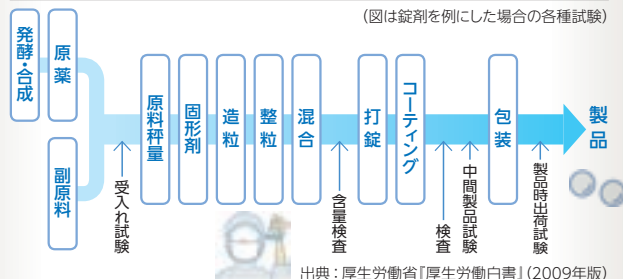 (図は錠剤を例にした場合の各種試験)
発酵・合成
原薬
副原料
受入れ試験
原料秤量
固形剤
造粒
整粒
混合
含量検査
打錠
コーティング
検査
中間製品試験
包装
製品時出荷試験
製品
出典：厚生労働省『厚生労働白書』(2009年版)